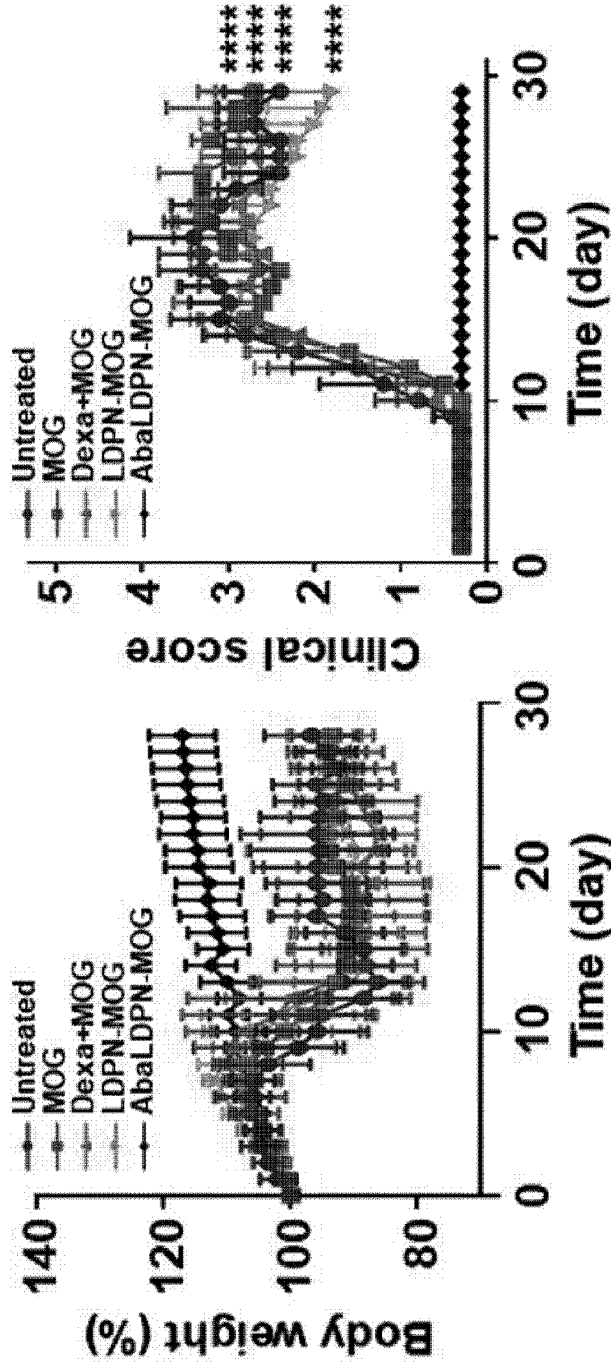 Untreated
MOG
Dexa+MOG
LDPN-MOG
AbaLDPN-MOG
140
120
100
80
Body weight (%)
0
10
20
30
Time (day)
Untreated
MOG
Dexa+MOG
LDPN-MOG
AbaLDPN-MOG
****
****
****
****
5
4
3
2
1
0
Clinical score
0
10
20
30
Time (day)